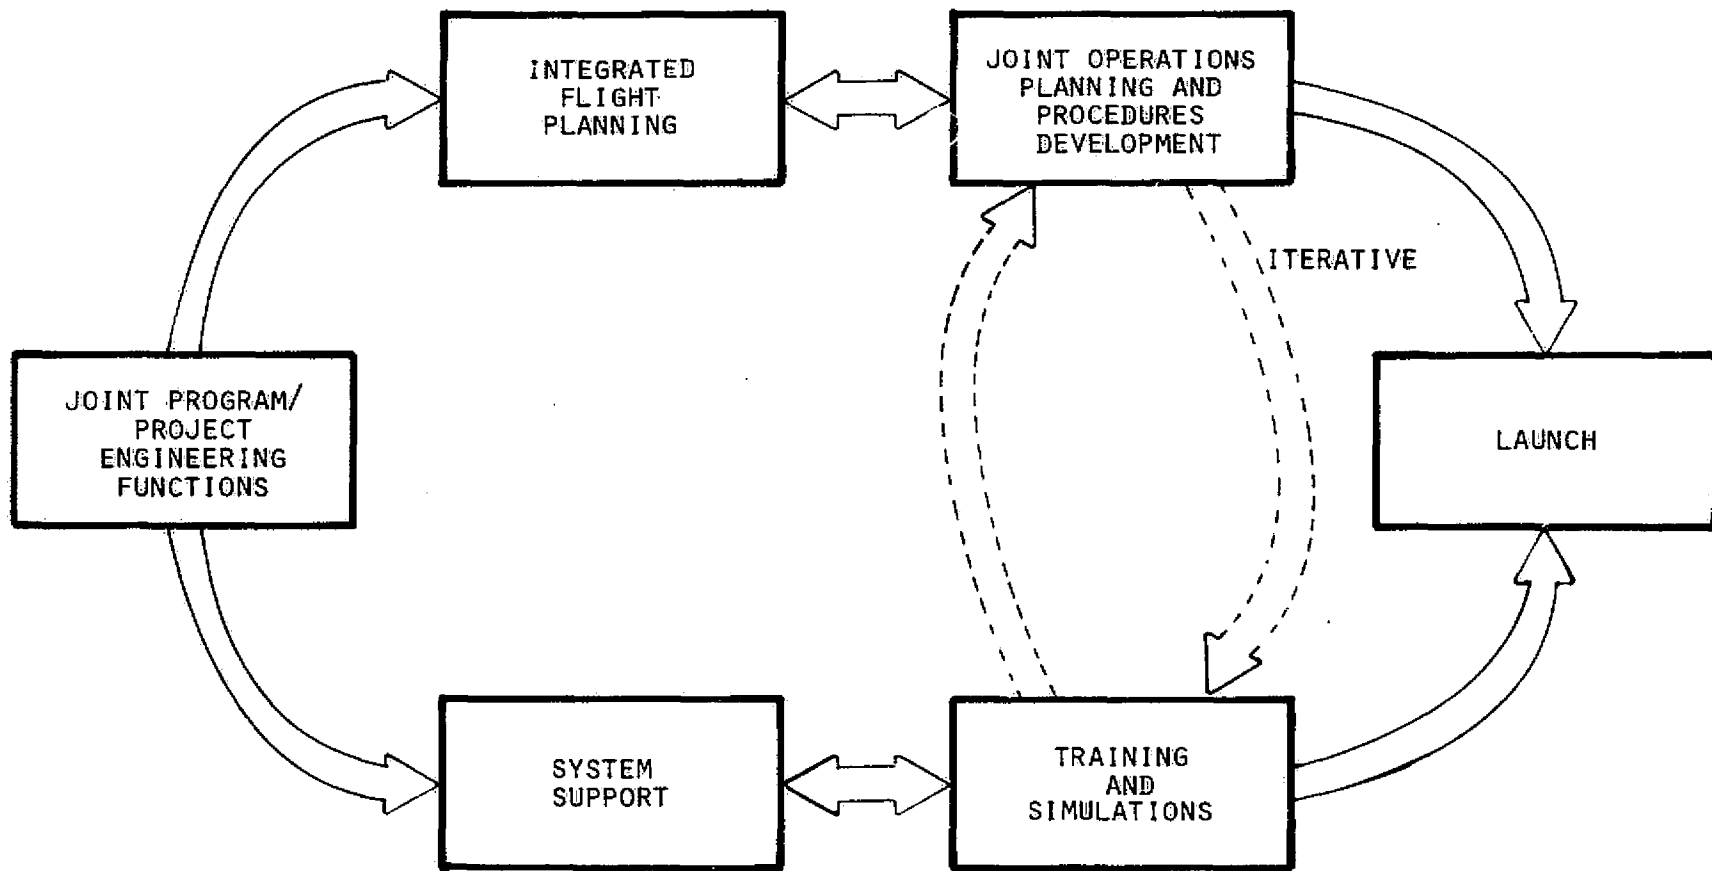 INTEGRATED
FLIGHT
PLANNING
JOINT OPERATIONS
PLANNING AND
PROCEDURES
DEVELOPMENT
ITERATIVE
JOINT PROGRAM/
PROJECT
ENGINEERING
FUNCTIONS
LAUNCH
SYSTEM
SUPPORT
TRAINING
AND
SIMULATIONS